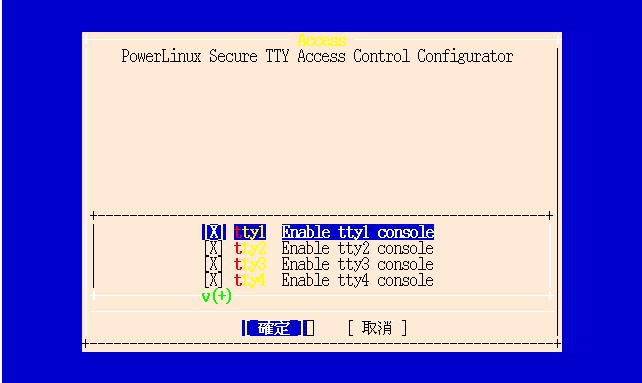 Access
PowerLinux Secure TTY Access Control Configurator
[X] tty1 Enable tty1 console
[X] tty2 Enable tty2 console
[X] tty3 Enable tty3 console
[X] tty4 Enable tty4 console
v(+)
[ 確定 ] [ 取消 ]